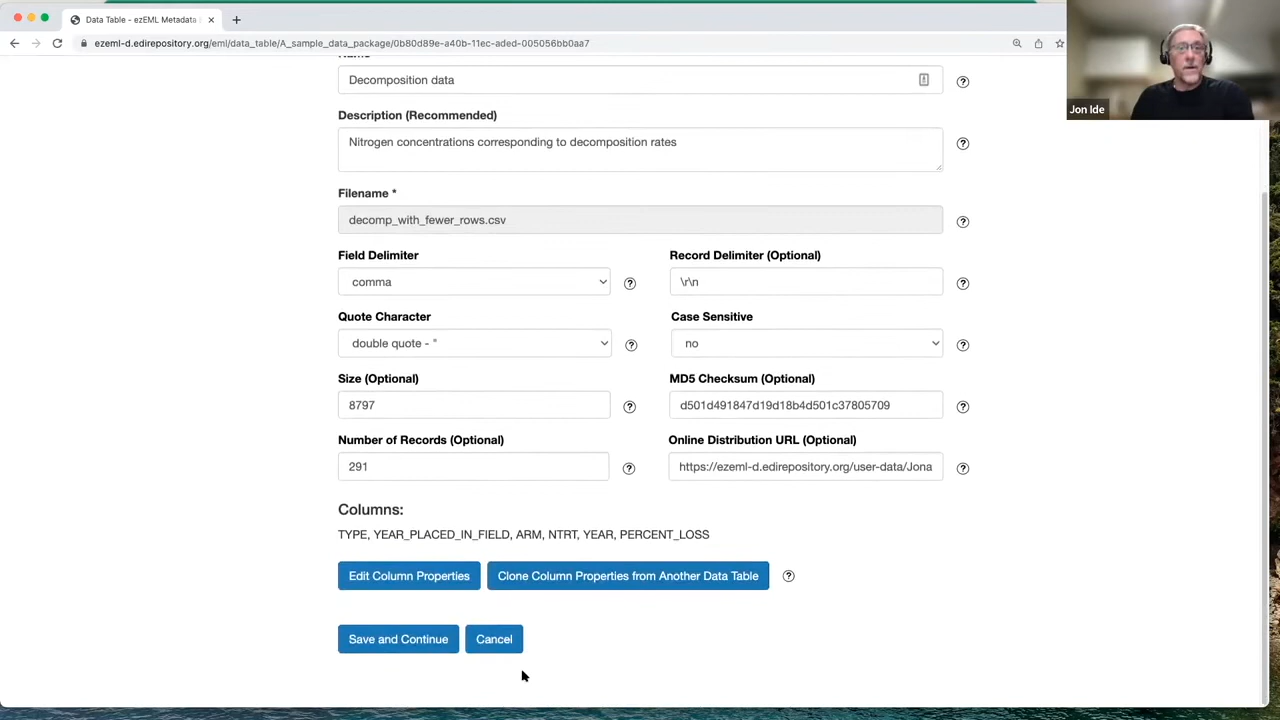 Data Table - ezEML Metadata
ezeml-d.edirepository.org/eml/data_table/A_sample_data_package/0b80d89e-a40b-11ec-aded-005056bb0aa7
Jon Ide
Name
Decomposition data
Description (Recommended)
Nitrogen concentrations corresponding to decomposition rates
Filename *
decomp_with_fewer_rows.csv
Field Delimiter
Record Delimiter (Optional)
comma
\r\n
Quote Character
Case Sensitive
double quote - "
no
Size (Optional)
MD5 Checksum (Optional)
8797
d501d491847d19d18b4d501c37805709
Number of Records (Optional)
Online Distribution URL (Optional)
291
https://ezeml-d.edirepository.org/user-data/Jona
Columns:
TYPE, YEAR_PLACED_IN_FIELD, ARM, NTRT, YEAR, PERCENT_LOSS
Edit Column Properties
Clone Column Properties from Another Data Table
Save and Continue
Cancel